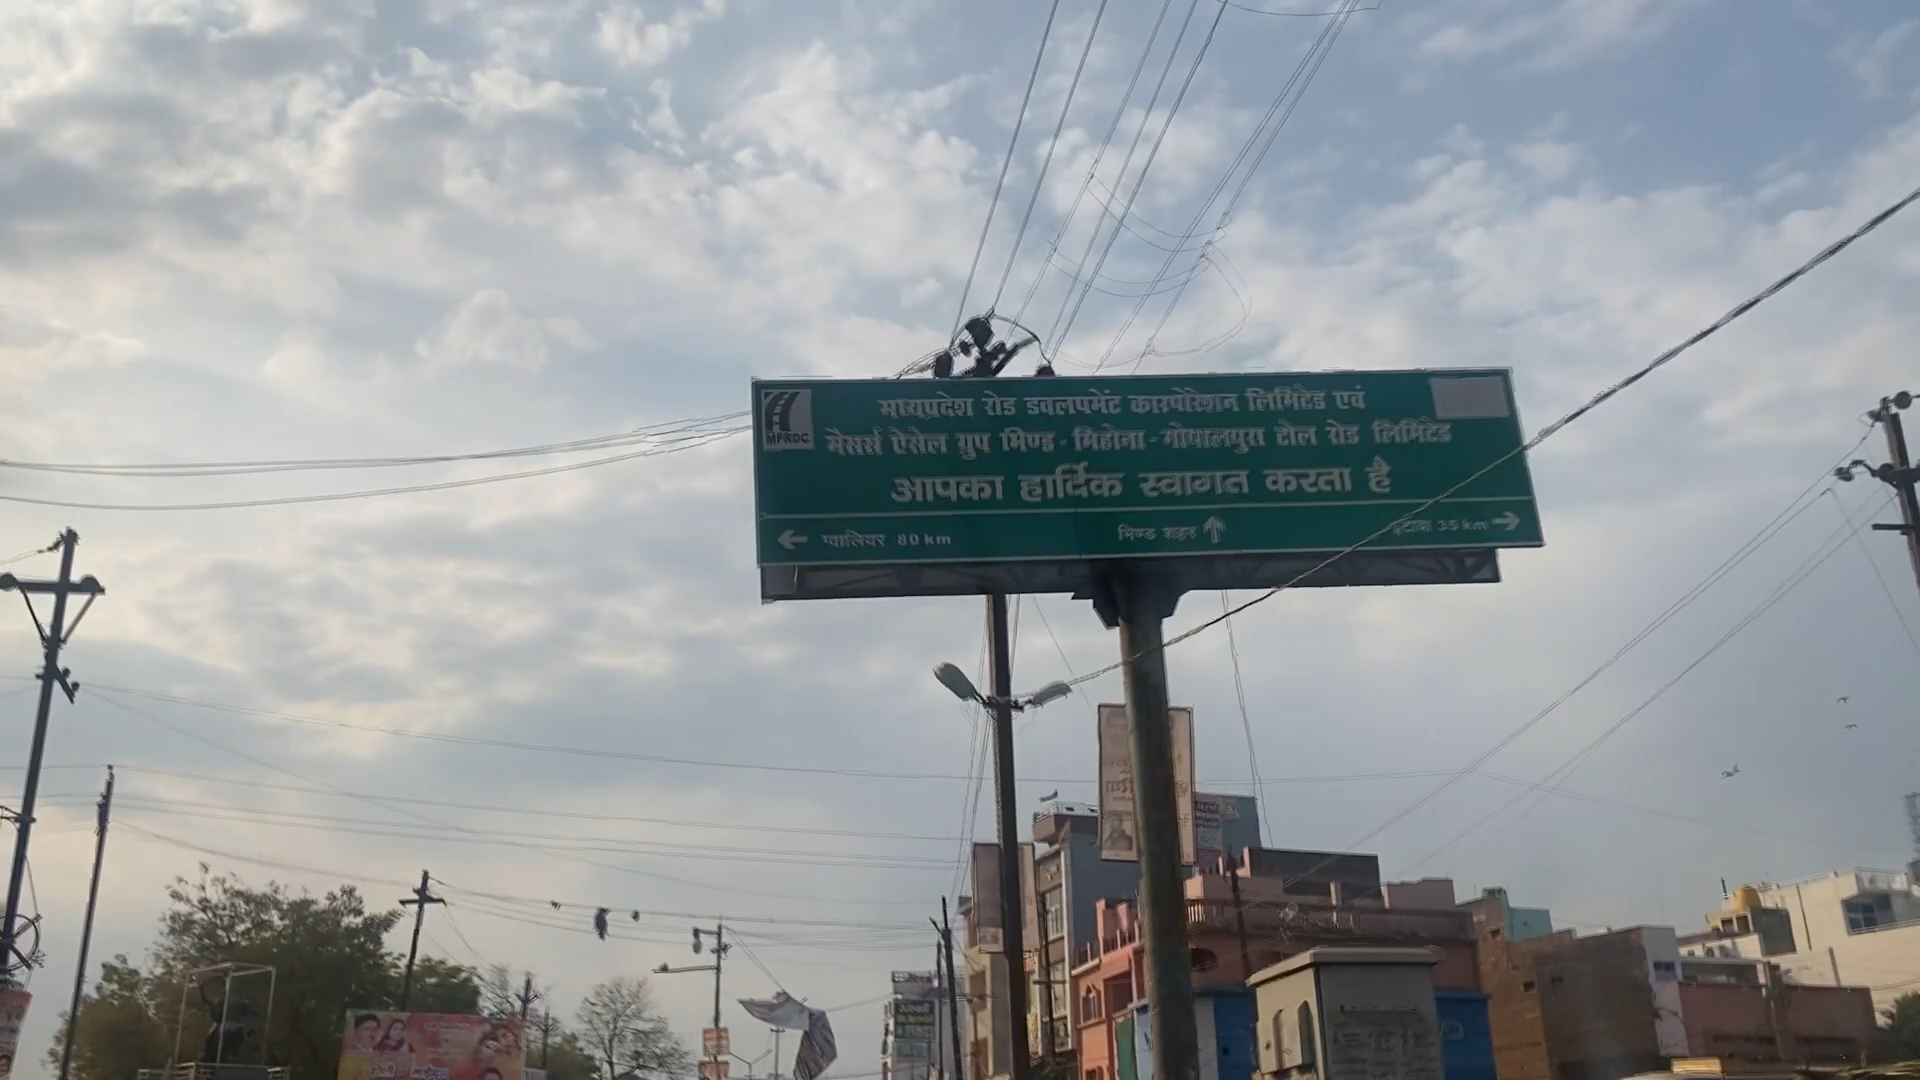 MPRDC
मध्यप्रदेश रोड डवलपमेंट कारपोरेशन लिमिटेड एवं
मैसर्स ऐसेल ग्रुप भिण्ड - मिहोना - गोपालपुरा टोल रोड लिमिटेड
आपका हार्दिक स्वागत करता है
← ग्वालियर 80 km
भिण्ड शहर ↑
इटावा 35 km →